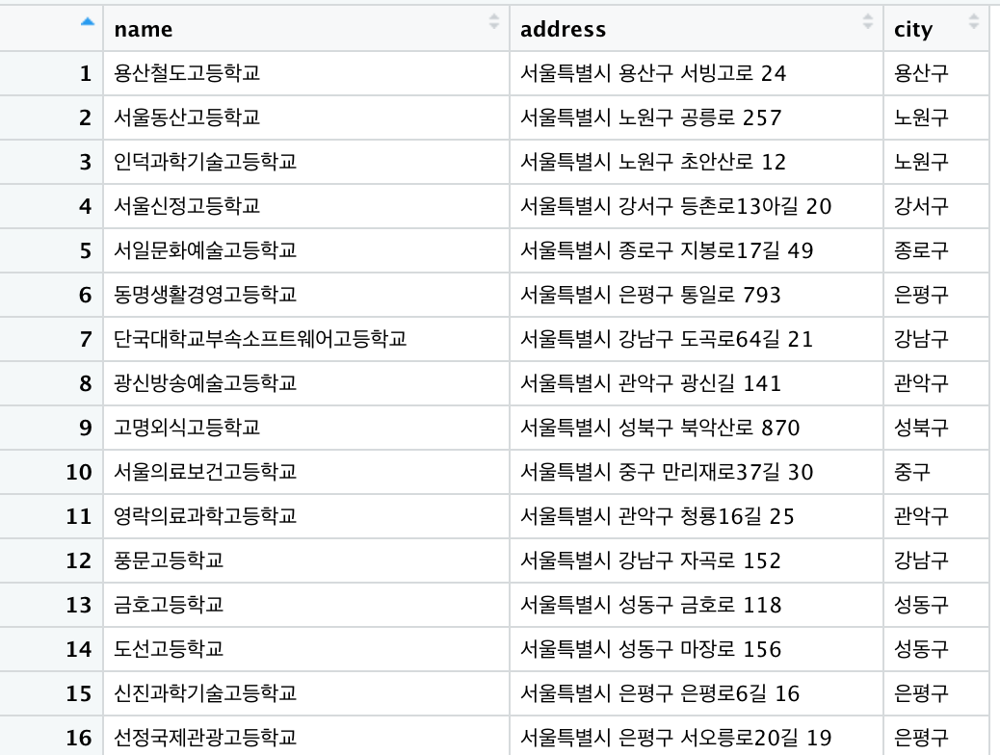 name address city
1 용산철도고등학교 서울특별시 용산구 서빙고로 24 용산구
2 서울동산고등학교 서울특별시 노원구 공릉로 257 노원구
3 인덕과학기술고등학교 서울특별시 노원구 초안산로 12 노원구
4 서울신정고등학교 서울특별시 강서구 등촌로13아길 20 강서구
5 서일문화예술고등학교 서울특별시 종로구 지봉로17길 49 종로구
6 동명생활경영고등학교 서울특별시 은평구 통일로 793 은평구
7 단국대학교부속소프트웨어고등학교 서울특별시 강남구 도곡로64길 21 강남구
8 광신방송예술고등학교 서울특별시 관악구 광신길 141 관악구
9 고명외식고등학교 서울특별시 성북구 북악산로 870 성북구
10 서울의료보건고등학교 서울특별시 중구 만리재로37길 30 중구
11 영락의료과학고등학교 서울특별시 관악구 청룡16길 25 관악구
12 풍문고등학교 서울특별시 강남구 자곡로 152 강남구
13 금호고등학교 서울특별시 성동구 금호로 118 성동구
14 도선고등학교 서울특별시 성동구 마장로 156 성동구
15 신진과학기술고등학교 서울특별시 은평구 은평로6길 16 은평구
16 선정국제관광고등학교 서울특별시 은평구 서오릉로20길 19 은평구